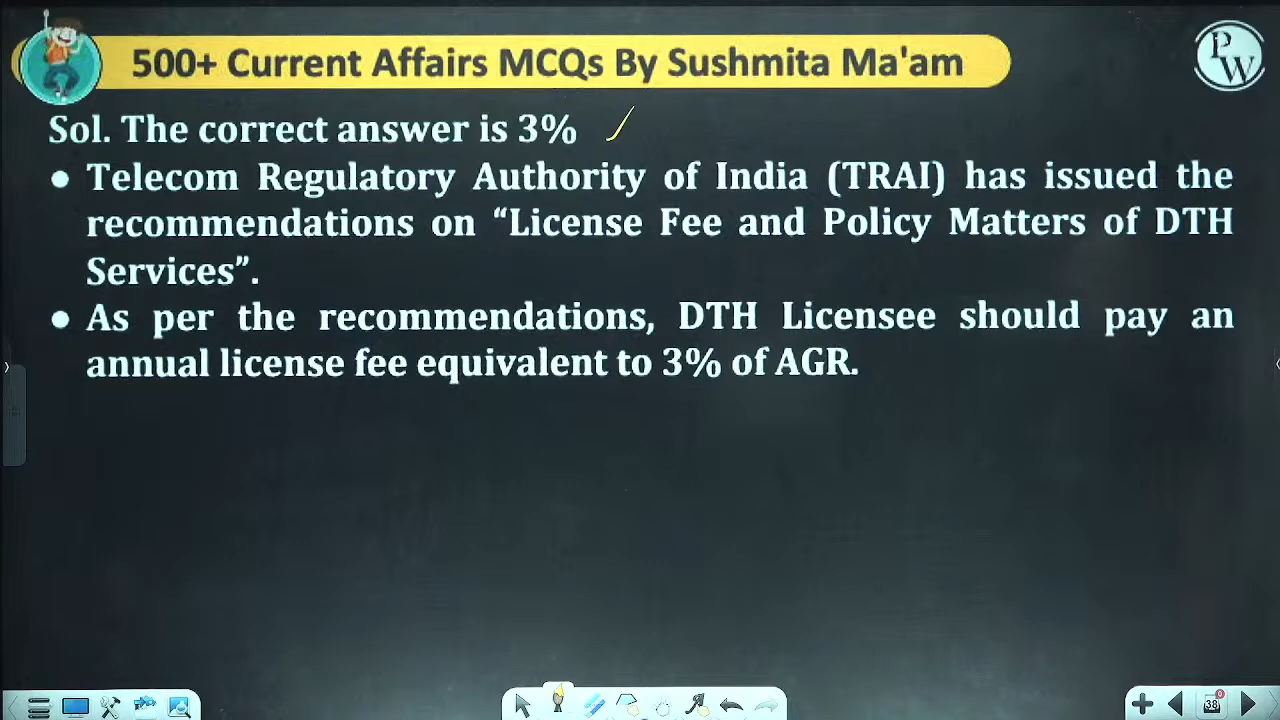 500+ Current Affairs MCQs By Sushmita Ma'am
PW
Sol. The correct answer is 3%
• Telecom Regulatory Authority of India (TRAI) has issued the
recommendations on “License Fee and Policy Matters of DTH
Services”.
• As per the recommendations, DTH Licensee should pay an
annual license fee equivalent to 3% of AGR.
38
0